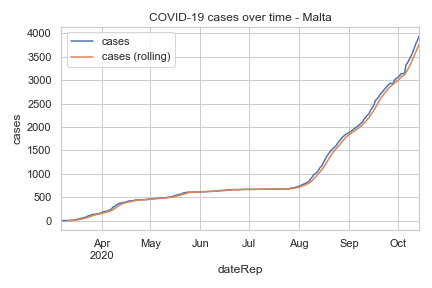 COVID-19 cases over time - Malta
cases
cases (rolling)
4000
3500
3000
2500
2000
1500
1000
500
0
cases
Apr
2020
May
Jun
Jul
Aug
Sep
Oct
dateRep